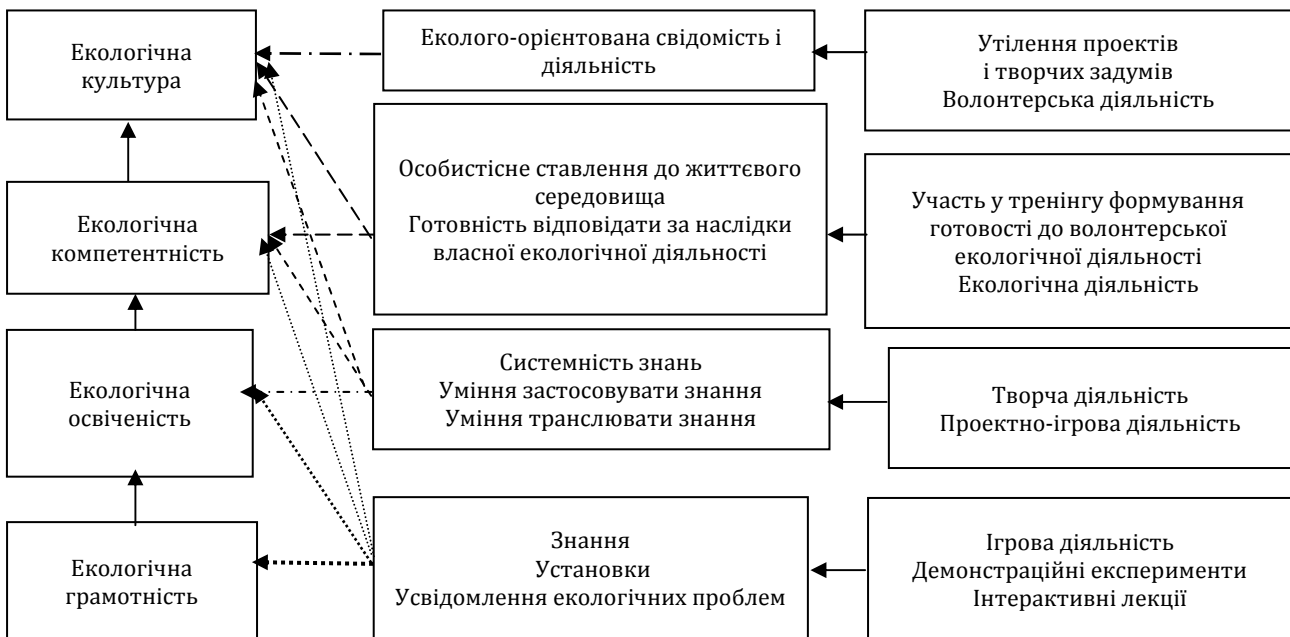 Екологічна
культура
Еколого-орієнтована свідомість і
діяльність
Утілення проектів
і творчих задумів
Волонтерська діяльність
Екологічна
компетентність
Особистісне ставлення до життєвого
середовища
Готовність відповідати за наслідки
власної екологічної діяльності
Участь у тренінгу формування
готовості до волонтерської
екологічної діяльності
Екологічна діяльність
Екологічна
освіченість
Системність знань
Уміння застосовувати знання
Уміння транслювати знання
Творча діяльність
Проектно-ігрова діяльність
Екологічна
грамотність
Знання
Установки
Усвідомлення екологічних проблем
Ігрова діяльність
Демонстраційні експерименти
Інтерактивні лекції